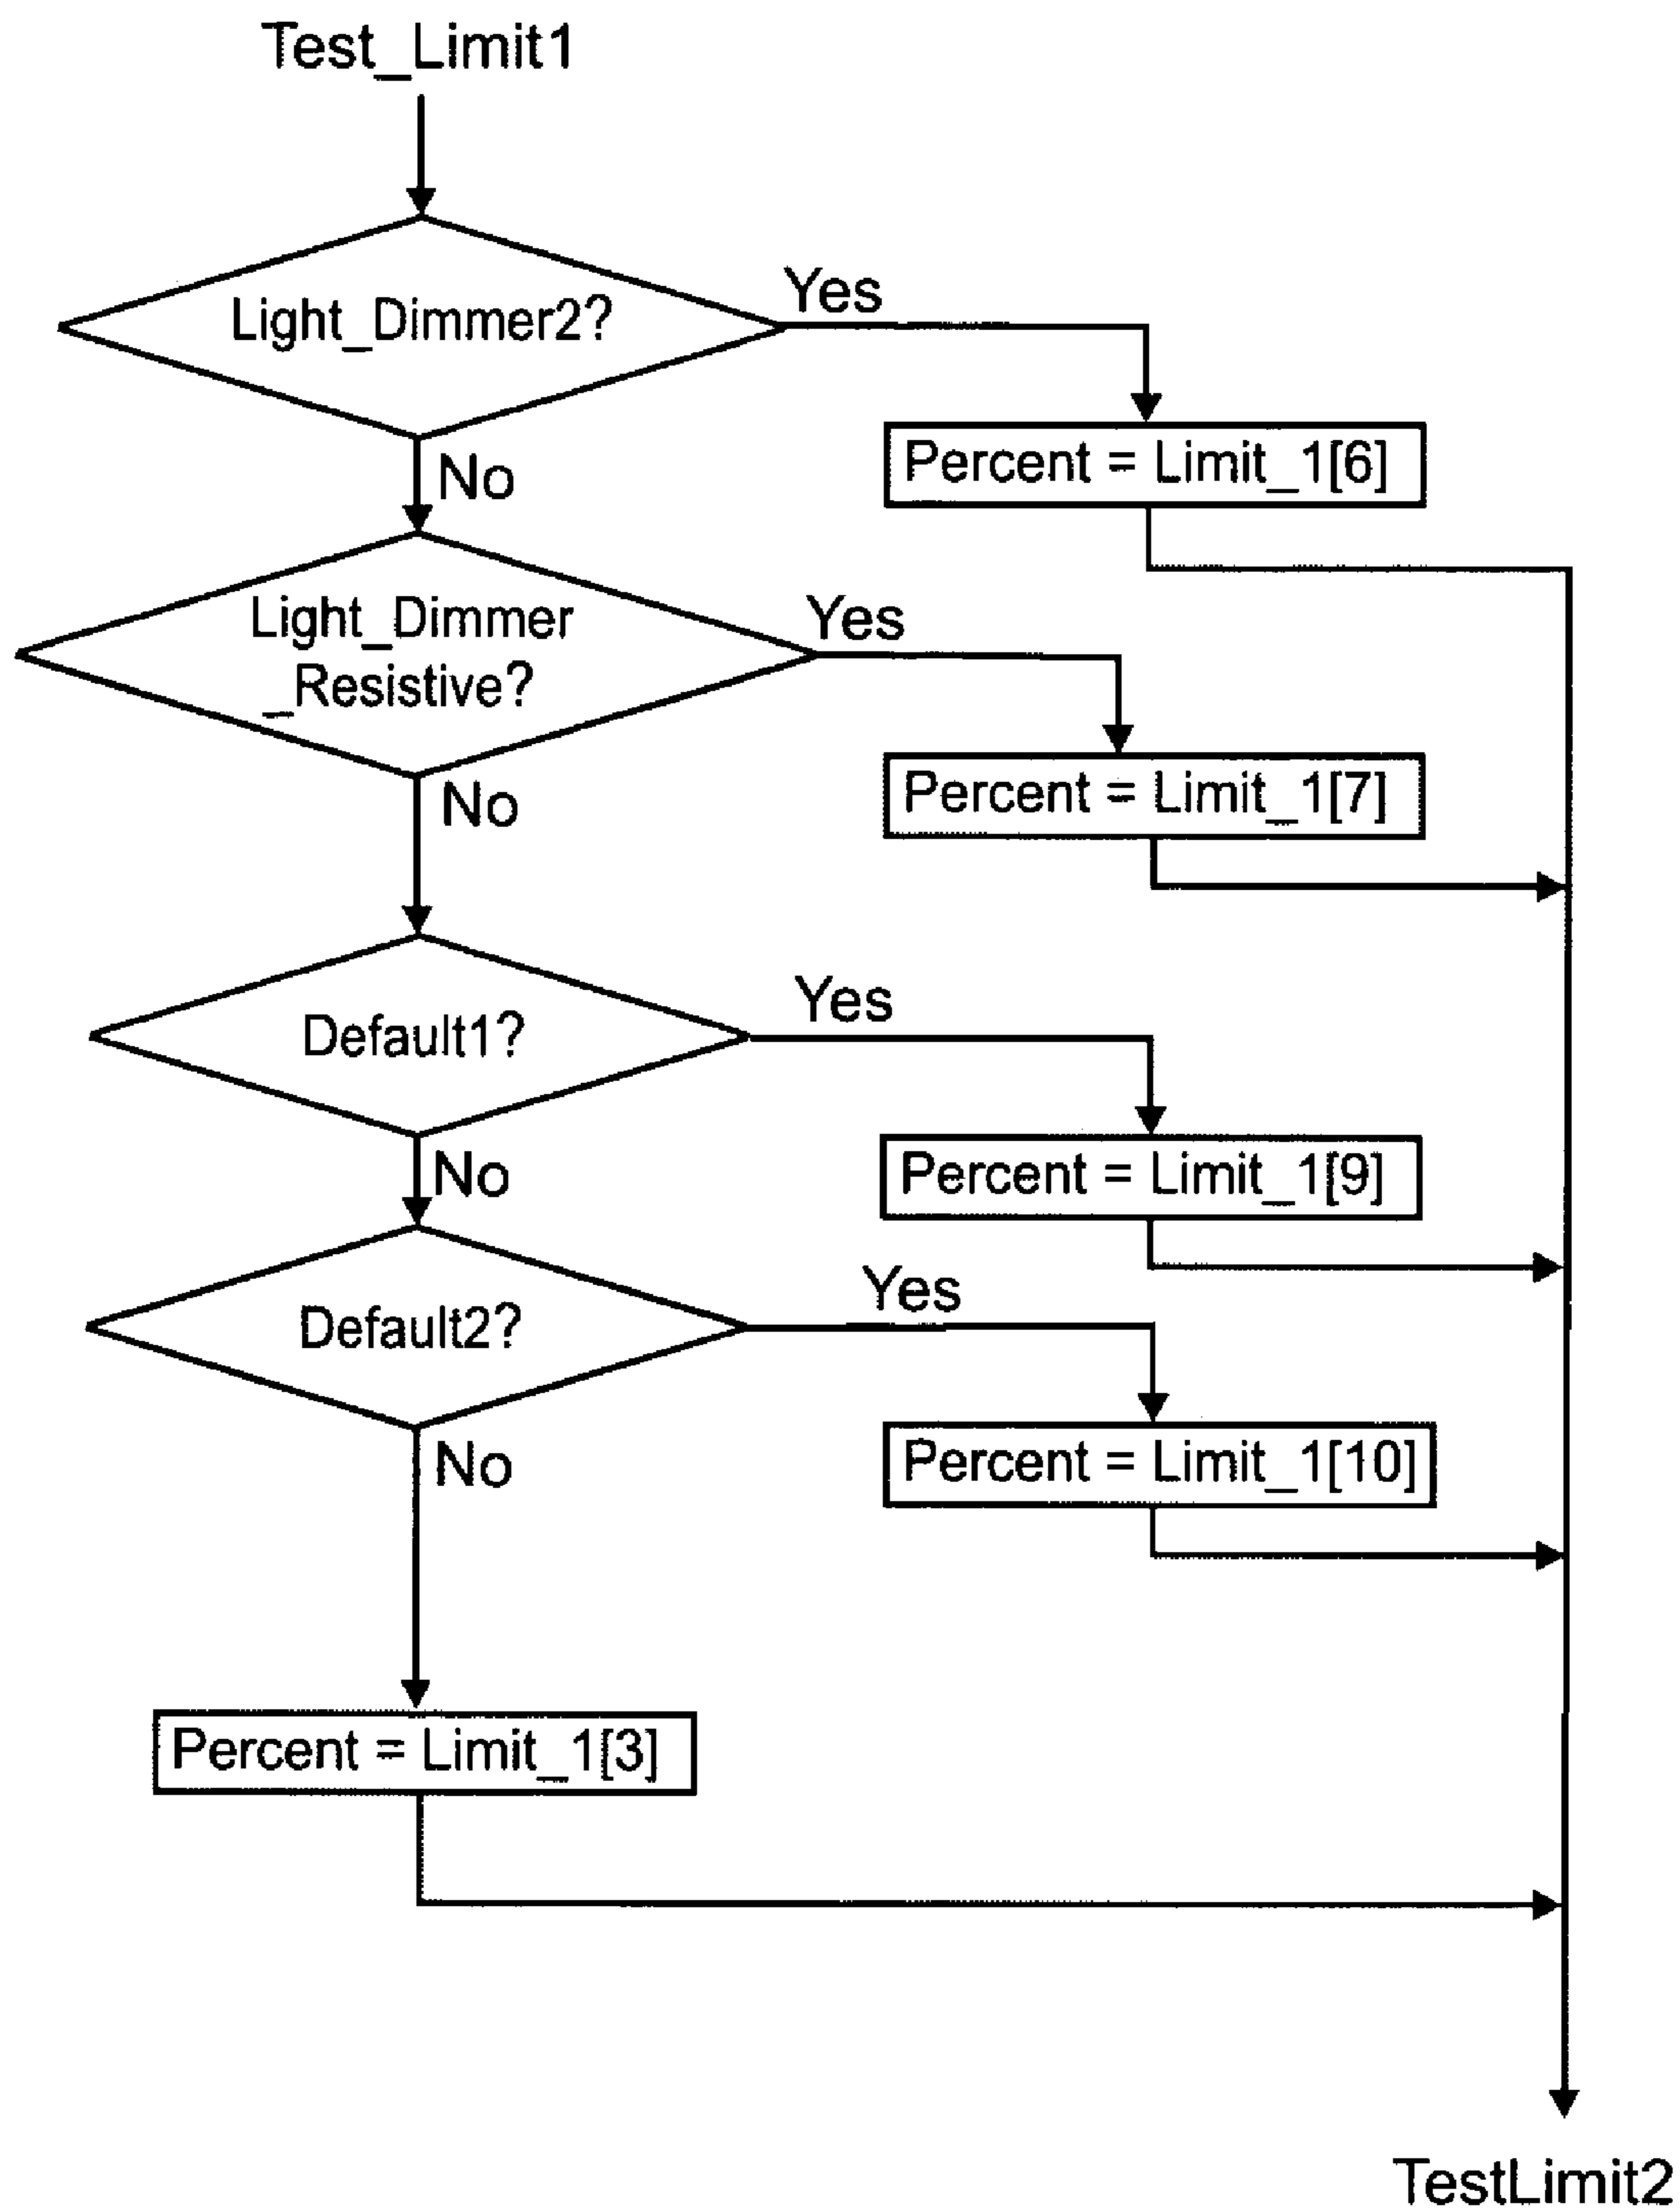 Test_Limit1
Light_Dimmer2?
Yes
Percent = Limit_1[6]
No
Light_Dimmer
_Resistive?
Yes
Percent = Limit_1[7]
No
Default1?
Yes
Percent = Limit_1[9]
No
Default2?
Yes
Percent = Limit_1[10]
No
Percent = Limit_1[3]
TestLimit2